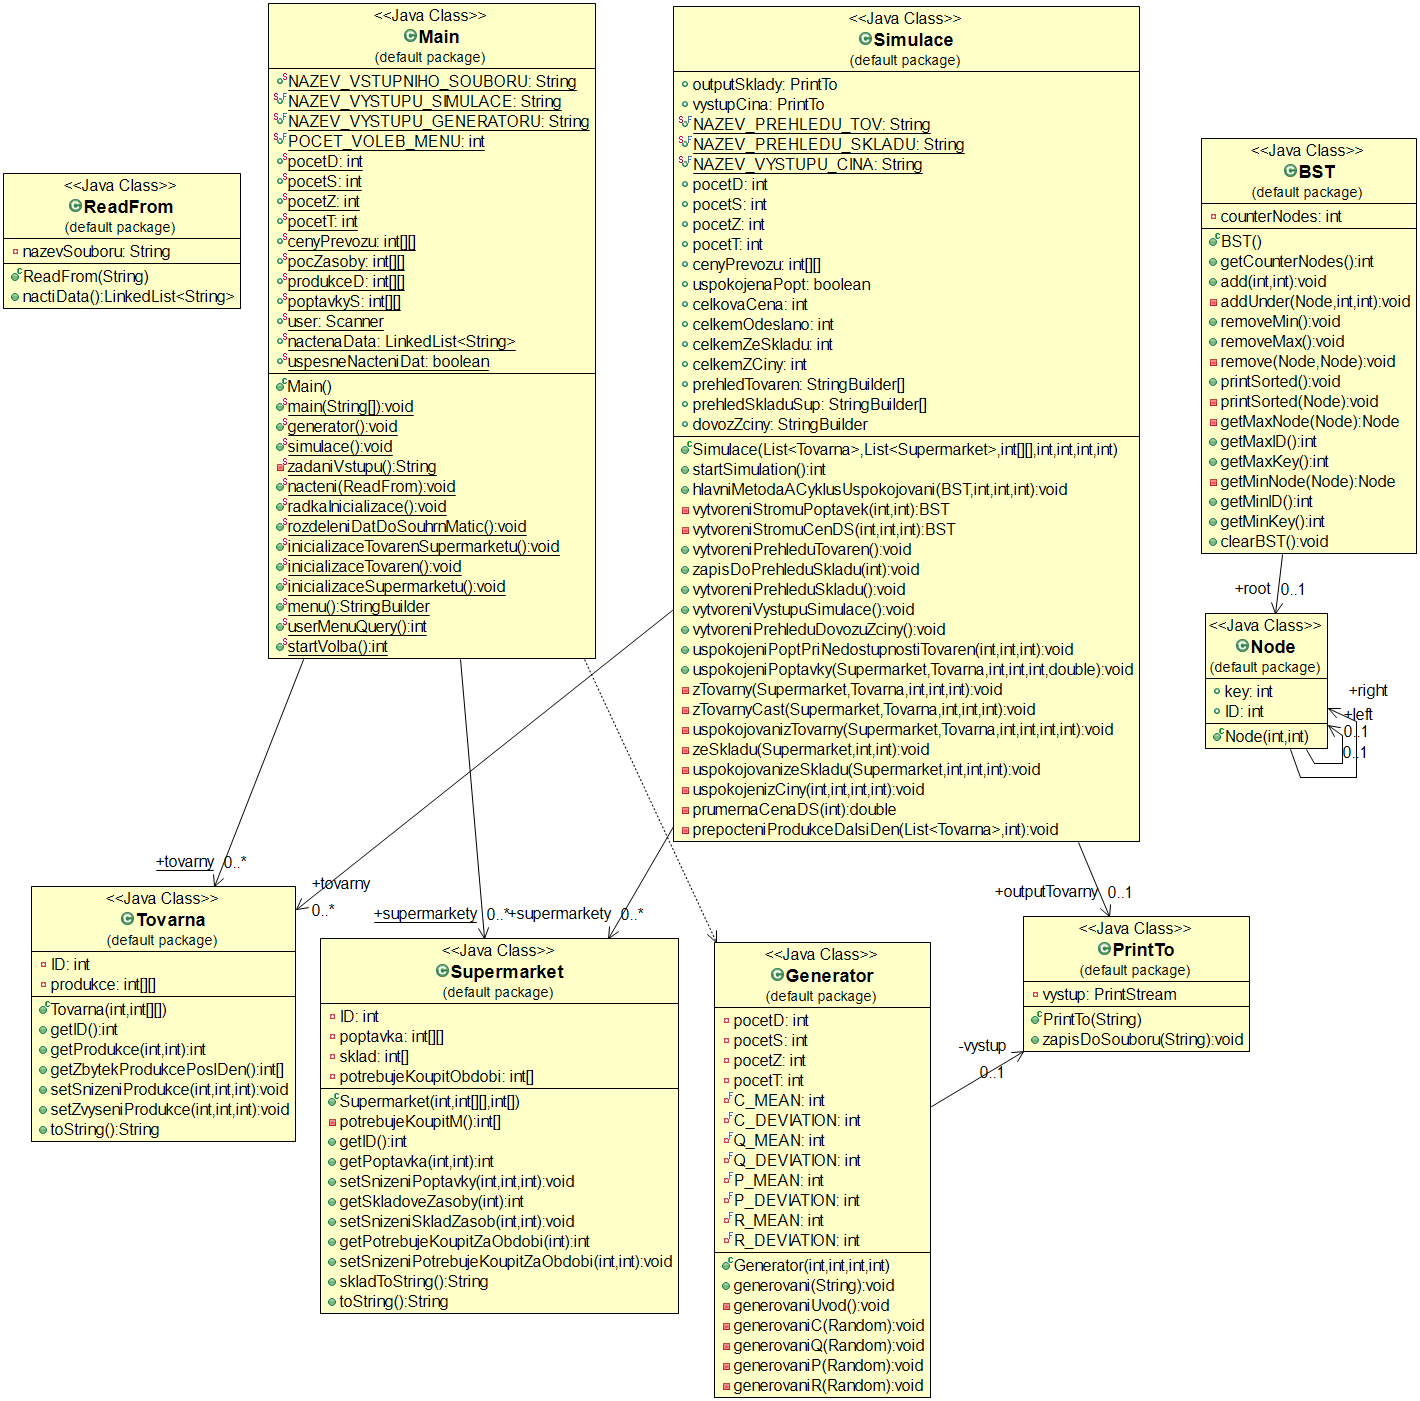 <<Java Class>>
ReadFrom
(default package)
nazevSouboru: String
ReadFrom(String)
nactiData():LinkedList<String>
<<Java Class>>
Main
(default package)
NAZEV_VSTUPNIHO_SOUBORU: String
NAZEV_VYSTUPU_SIMULACE: String
NAZEV_VYSTUPU_GENERATORU: String
POCET_VOLEB_MENU: int
pocetD: int
pocetS: int
pocetZ: int
pocetT: int
cenyPrevozu: int[][]
pocZasoby: int[][]
produkceD: int[][]
poptavkyS: int[][]
user: Scanner
nactenaData: LinkedList<String>
uspesneNacteniDat: boolean
Main()
main(String[]):void
generator():void
simulace():void
zadaniVstupu():String
nacteni(ReadFrom):void
radkaInicializace():void
rozdeleniDatDoSouhrnMatic():void
inicializaceTovarenSupermarketu():void
inicializaceTovaren():void
inicializaceSupermarketu():void
menu():StringBuilder
userMenuQuery():int
startVolba():int
<<Java Class>>
Simulace
(default package)
outputSklady: PrintTo
vystupCina: PrintTo
NAZEV_PREHLEDU_TOV: String
NAZEV_PREHLEDU_SKLADU: String
NAZEV_VYSTUPU_CINA: String
pocetD: int
pocetS: int
pocetZ: int
pocetT: int
cenyPrevozu: int[][]
uspokojenaPopt: boolean
celkovaCena: int
celkemOdeslano: int
celkemZeSkladu: int
celkemZCiny: int
prehledTovaren: StringBuilder[]
prehledSkladuSup: StringBuilder[]
dovozZciny: StringBuilder
Simulace(List<Tovarna>,List<Supermarket>,int[][],int,int,int,int)
startSimulation():int
hlavniMetodaACyklusUspokojovani(BST,int,int,int):void
vytvoreniStromuPoptavek(int,int):BST
vytvoreniStromuCenDS(int,int,int):BST
vytvoreniPrehleduTovaren():void
zapisDoPrehleduSkladu(int):void
vytvoreniPrehleduSkladu():void
vytvoreniVystupuSimulace():void
vytvoreniPrehleduDovozuZciny():void
uspokojeniPoptPriNedostupnostiTovaren(int,int,int):void
uspokojeniPoptavky(Supermarket,Tovarna,int,int,int,double):void
zTovarny(Supermarket,Tovarna,int,int,int):void
zTovarnyCast(Supermarket,Tovarna,int,int,int):void
uspokojovanizTovarny(Supermarket,Tovarna,int,int,int,int):void
zeSkladu(Supermarket,int,int):void
uspokojovanizeSkladu(Supermarket,int,int,int):void
uspokojenizCiny(int,int,int,int):void
prumernaCenaDS(int):double
prepocteniProdukceDalsiDen(List<Tovarna>,int):void
<<Java Class>>
BST
(default package)
counterNodes: int
BST()
getCounterNodes():int
add(int,int):void
addUnder(Node,int,int):void
removeMin():void
removeMax():void
remove(Node,Node):void
printSorted():void
printSorted(Node):void
getMaxNode(Node):Node
getMaxID():int
getMaxKey():int
getMinNode(Node):Node
getMinID():int
getMinKey():int
clearBST():void
+root 0..1
<<Java Class>>
Node
(default package)
key: int
ID: int
Node(int,int)
+right
+left
0..1
0..1
+tovarny 0..*
+tovarny
0..*
+supermarkety 0..*
+supermarkety 0..*
+outputTovarny 0..1
-vystup
0..1
<<Java Class>>
Tovarna
(default package)
ID: int
produkce: int[][]
Tovarna(int,int[][])
getID():int
getProdukce(int,int):int
getZbytekProdukcePoslDen():int[]
setSnizeniProdukce(int,int,int):void
setZvyseniProdukce(int,int,int):void
toString():String
<<Java Class>>
Supermarket
(default package)
ID: int
poptavka: int[][]
sklad: int[]
potrebujeKoupitObdobi: int[]
Supermarket(int,int[][],int[])
potrebujeKoupitM():int[]
getID():int
getPoptavka(int,int):int
setSnizeniPoptavky(int,int,int):void
getSkladoveZasoby(int):int
setSnizeniSkladZasob(int,int):void
getPotrebujeKoupitZaObdobi(int):int
setSnizeniPotrebujeKoupitZaObdobi(int,int):void
skladToString():String
toString():String
<<Java Class>>
Generator
(default package)
pocetD: int
pocetS: int
pocetZ: int
pocetT: int
C_MEAN: int
C_DEVIATION: int
Q_MEAN: int
Q_DEVIATION: int
P_MEAN: int
P_DEVIATION: int
R_MEAN: int
R_DEVIATION: int
Generator(int,int,int,int)
generovani(String):void
generovaniUvod():void
generovaniC(Random):void
generovaniQ(Random):void
generovaniP(Random):void
generovaniR(Random):void
<<Java Class>>
PrintTo
(default package)
vystup: PrintStream
PrintTo(String)
zapisDoSouboru(String):void